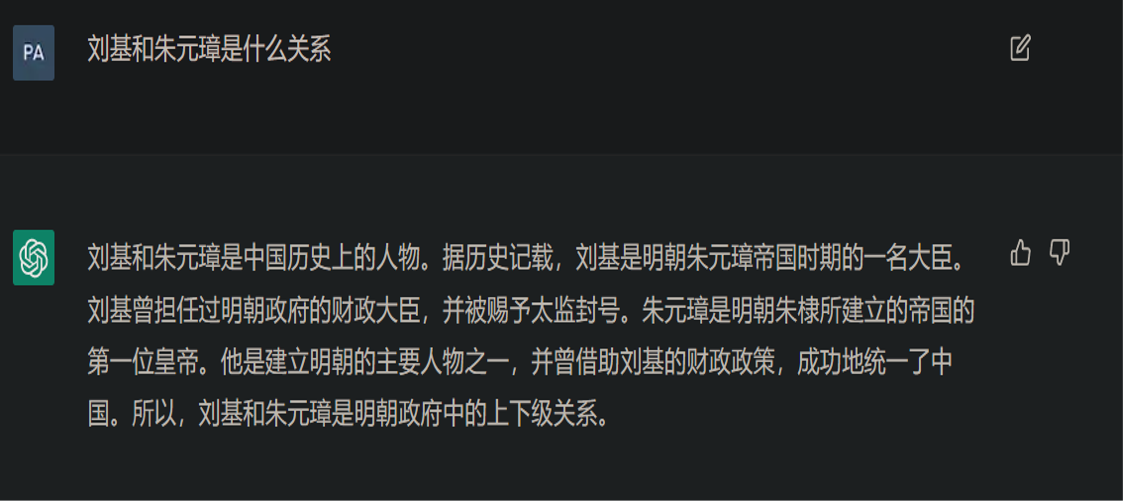 PA
刘基和朱元璋是什么关系
刘基和朱元璋是中国历史上的人物。据历史记载，刘基是明朝朱元璋帝国时期的一名大臣。
刘基曾担任过明朝政府的财政大臣，并被赐予太监封号。朱元璋是明朝朱棣所建立的帝国的
第一位皇帝。他是建立明朝的主要人物之一，并曾借助刘基的财政政策，成功地统一了中
国。所以，刘基和朱元璋是明朝政府中的上下级关系。